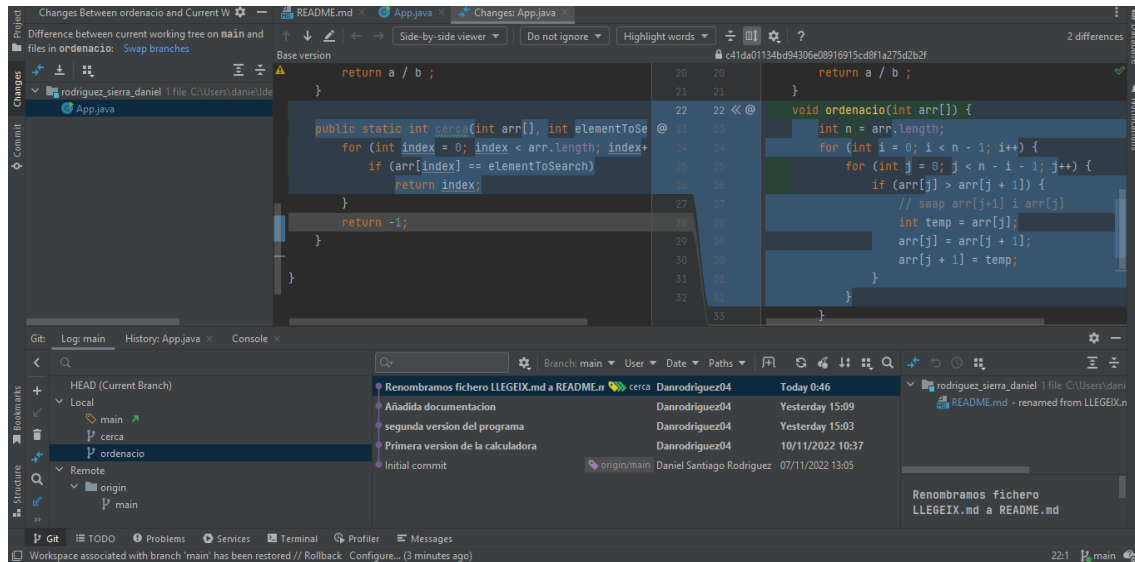 Changes Between ordenacio and Current W
README.md
App.java
Changes: App.java
Difference between current working tree on main and
files in ordenacio: Swap branches
Side-by-side viewer
Do not ignore
Highlight words
?
2 differences
Base version
c41da01134bd94306e08916915cd8f1a275d2b2f
rodriguez_sierra_daniel 1 file C:\Users\danie\Ide
App.java
Project
Changes
Commit
return a / b ;
}
public static int cerca(int arr[], int elementToSe
for (int index = 0; index < arr.length; index+
if (arr[index] == elementToSearch)
return index;
}
return -1;
}
}
20 20
21 21
22 22
23 23
24 24
25 25
26 26
27 27
28 28
29 29
30 30
31 31
32 32
33
return a / b ;
}
void ordenacio(int arr[]) {
int n = arr.length;
for (int i = 0; i < n - 1; i++) {
for (int j = 0; j < n - i - 1; j++) {
if (arr[j] > arr[j + 1]) {
// swap arr[j+1] i arr[j]
int temp = arr[j];
arr[j] = arr[j + 1];
arr[j + 1] = temp;
}
}
}
Git: Log: main History: App.java Console
Branch: main User Date Paths
HEAD (Current Branch)
Local
main
cerca
ordenacio
Remote
origin
main
Renombramos fichero LLEGEIX.md a README.m cerca Danrodriguez04 Today 0:46
Añadida documentacion Danrodriguez04 Yesterday 15:09
segunda version del programa Danrodriguez04 Yesterday 15:03
Primera version de la calculadora Danrodriguez04 10/11/2022 10:37
Initial commit origin/main Daniel Santiago Rodriguez 07/11/2022 13:05
rodriguez_sierra_daniel 1 file C:\Users\dani
README.md - renamed from LLEGEIX.n
Renombramos fichero
LLEGEIX.md a README.md
Bookmarks
Structure
Git TODO Problems Services Terminal Profiler Messages
Workspace associated with branch 'main' has been restored // Rollback Configure... (3 minutes ago)
22:1 main